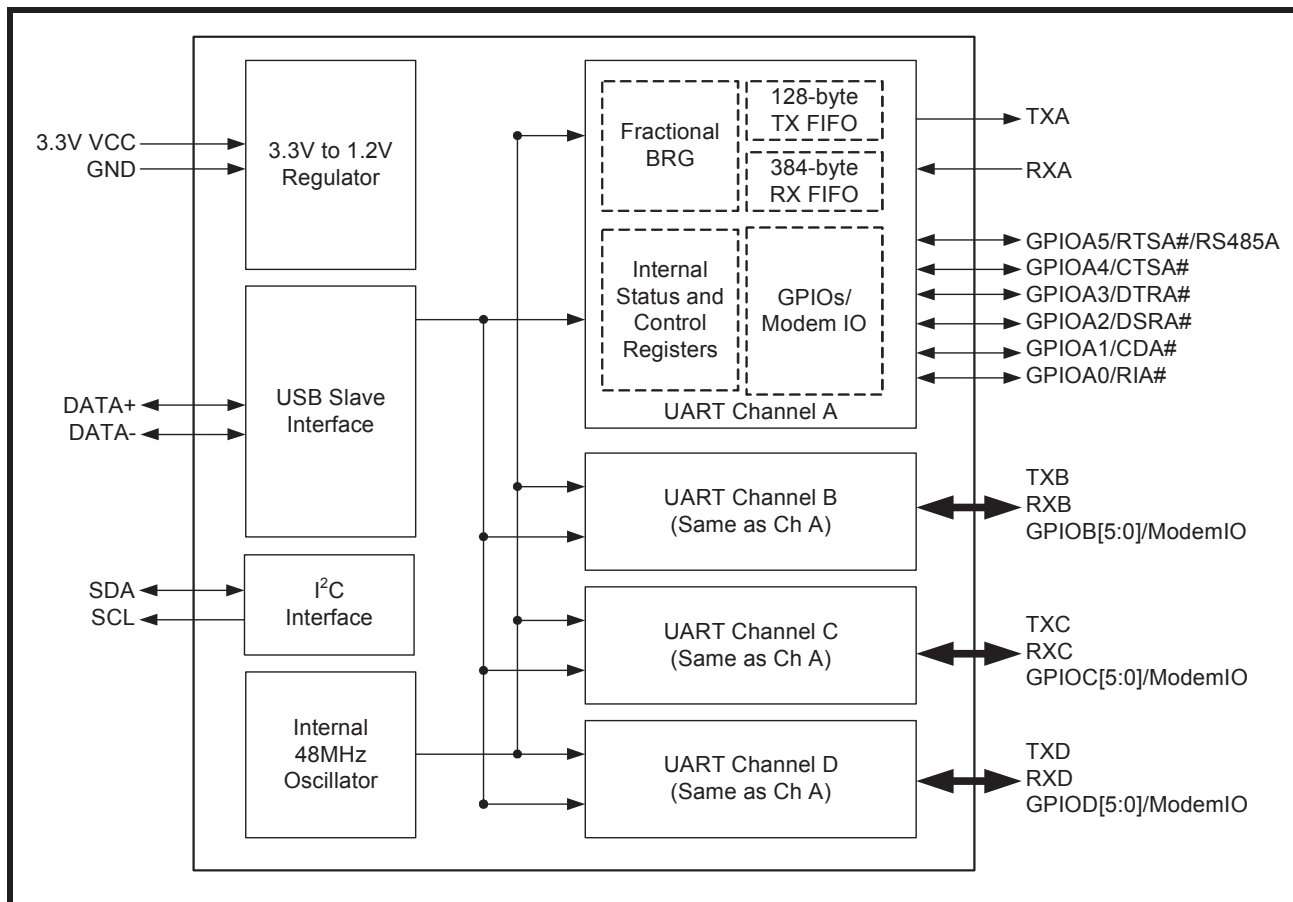 3.3V VCC
GND
3.3V to 1.2V
Regulator
DATA+
DATA-
USB Slave
Interface
SDA
SCL
I²C
Interface
Internal
48MHz
Oscillator
Fractional
BRG
128-byte
TX FIFO
384-byte
RX FIFO
Internal
Status and
Control
Registers
GPIOs/
Modem IO
UART Channel A
TXA
RXA
GPIOA5/RTSA#/RS485A
GPIOA4/CTSA#
GPIOA3/DTRA#
GPIOA2/DSRA#
GPIOA1/CDA#
GPIOA0/RIA#
UART Channel B
(Same as Ch A)
TXB
RXB
GPIOB[5:0]/ModemIO
UART Channel C
(Same as Ch A)
TXC
RXC
GPIOC[5:0]/ModemIO
UART Channel D
(Same as Ch A)
TXD
RXD
GPIOD[5:0]/ModemIO